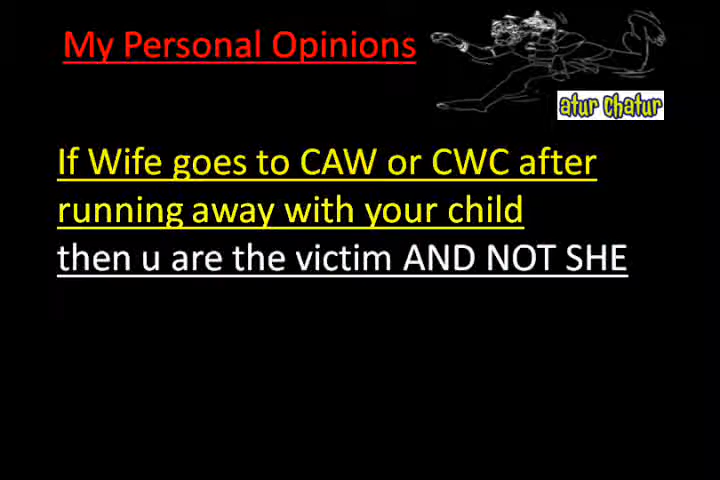 My Personal Opinions
atur chatur
If Wife goes to CAW or CWC after
running away with your child
then u are the victim AND NOT SHE